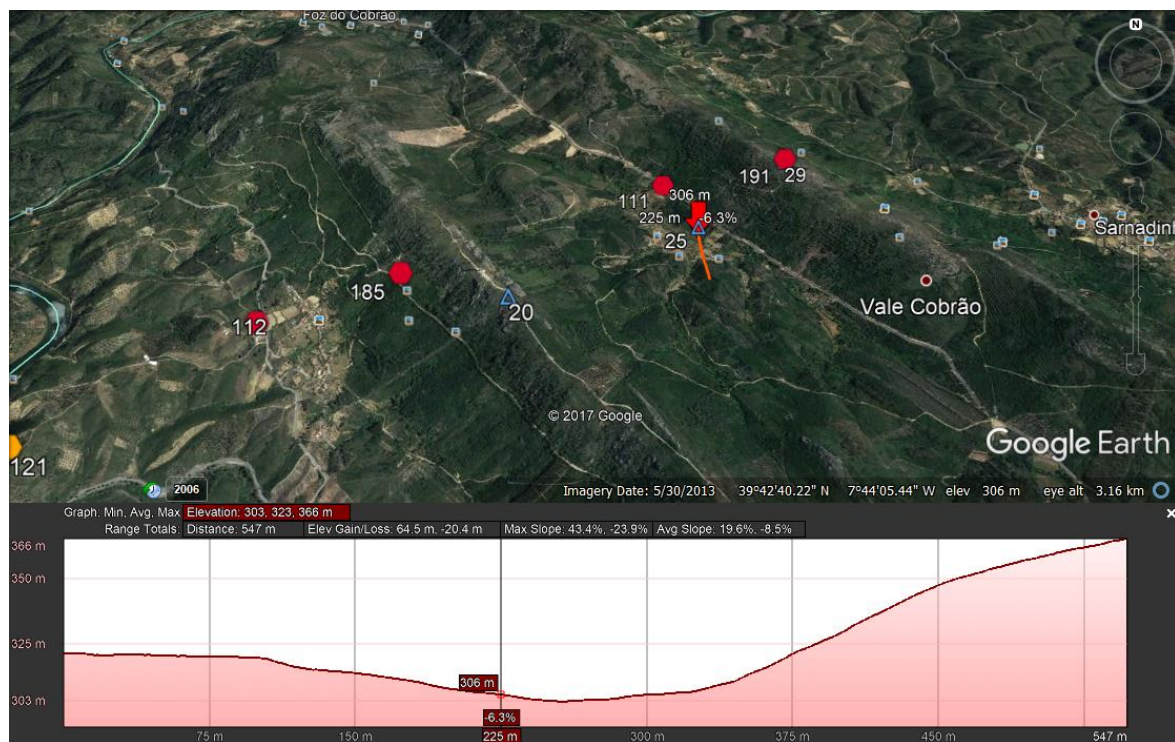 Foz do Cobrão
N
191 29
111
306 m
225 m -6.3%
25
Sarnadinh
185
20
Vale Cobrão
112
© 2017 Google
Google Earth
121
2006
Imagery Date: 5/30/2013 39°42'40.22" N 7°44'05.44" W elev 306 m eye alt 3.16 km
Graph: Min, Avg, Max Elevation: 303, 323, 366 m
Range Totals: Distance: 547 m Elev Gain/Loss: 64.5 m, -20.4 m Max Slope: 43.4%, -23.9% Avg Slope: 19.6%, -8.5%
366 m
350 m
325 m
306 m
303 m
-6.3%
75 m 150 m 225 m 300 m 375 m 450 m 547 m